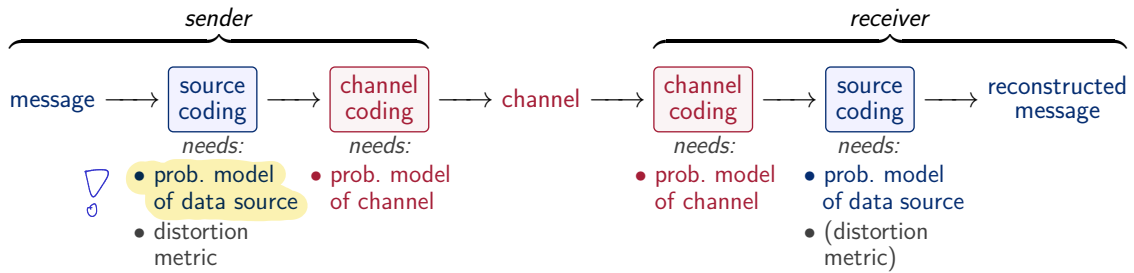 sender
receiver
message
source
coding
channel
coding
channel
channel
coding
source
coding
reconstructed
message
needs:
needs:
needs:
needs:
!
• prob. model
of data source
• distortion
metric
• prob. model
of channel
• prob. model
of channel
• prob. model
of data source
• (distortion
metric)